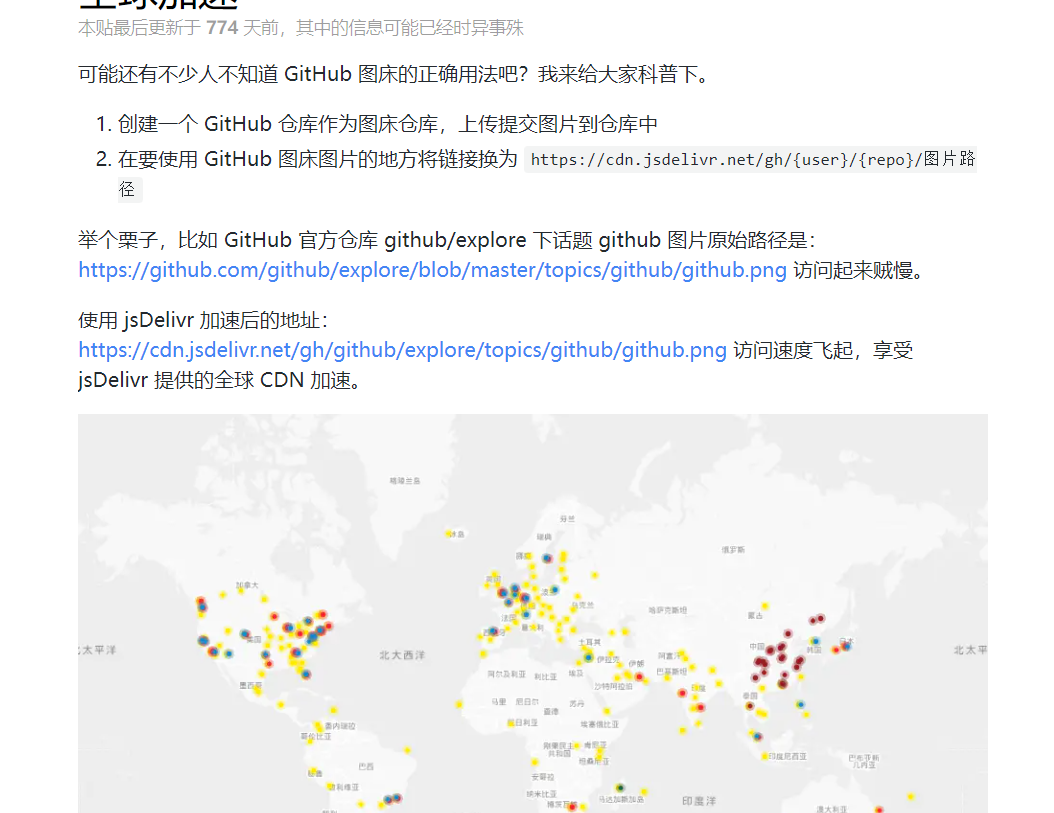 全球加速
本贴最后更新于 774 天前，其中的信息可能已经时异事殊
可能还有不少人不知道 GitHub 图床的正确用法吧？我来给大家科普下。
1. 创建一个 GitHub 仓库作为图床仓库，上传提交图片到仓库中
2. 在要使用 GitHub 图床图片的地方将链接换为 https://cdn.jsdelivr.net/gh/{user}/{repo}/图片路
径
举个栗子，比如 GitHub 官方仓库 github/explore 下话题 github 图片原始路径是：
https://github.com/github/explore/blob/master/topics/github/github.png 访问起来贼慢。
使用 jsDelivr 加速后的地址：
https://cdn.jsdelivr.net/gh/github/explore/topics/github/github.png 访问速度飞起，享受
jsDelivr 提供的全球 CDN 加速。
格陵兰岛
冰岛
芬兰
瑞典
挪威
俄罗斯
英国
加拿大
波兰
乌克兰
哈萨克斯坦
蒙古
法国
意大利
西班牙
美国
土耳其
中国
韩国
日本
北太平洋
北大西洋
北太平
伊拉克
伊朗
阿富汗
巴基斯坦
阿尔及利亚
利比亚
埃及
沙特阿拉伯
印度
墨西哥
泰国
马里
尼日尔
乍得
苏丹
尼日利亚
埃塞俄比亚
委内瑞拉
哥伦比亚
刚果民主
共和国
肯尼亚
坦桑尼亚
印度尼西亚
巴布亚新
几内亚
巴西
秘鲁
玻利维亚
安哥拉
纳米比亚
博茨瓦纳
马达加斯加岛
印度洋
澳大利亚